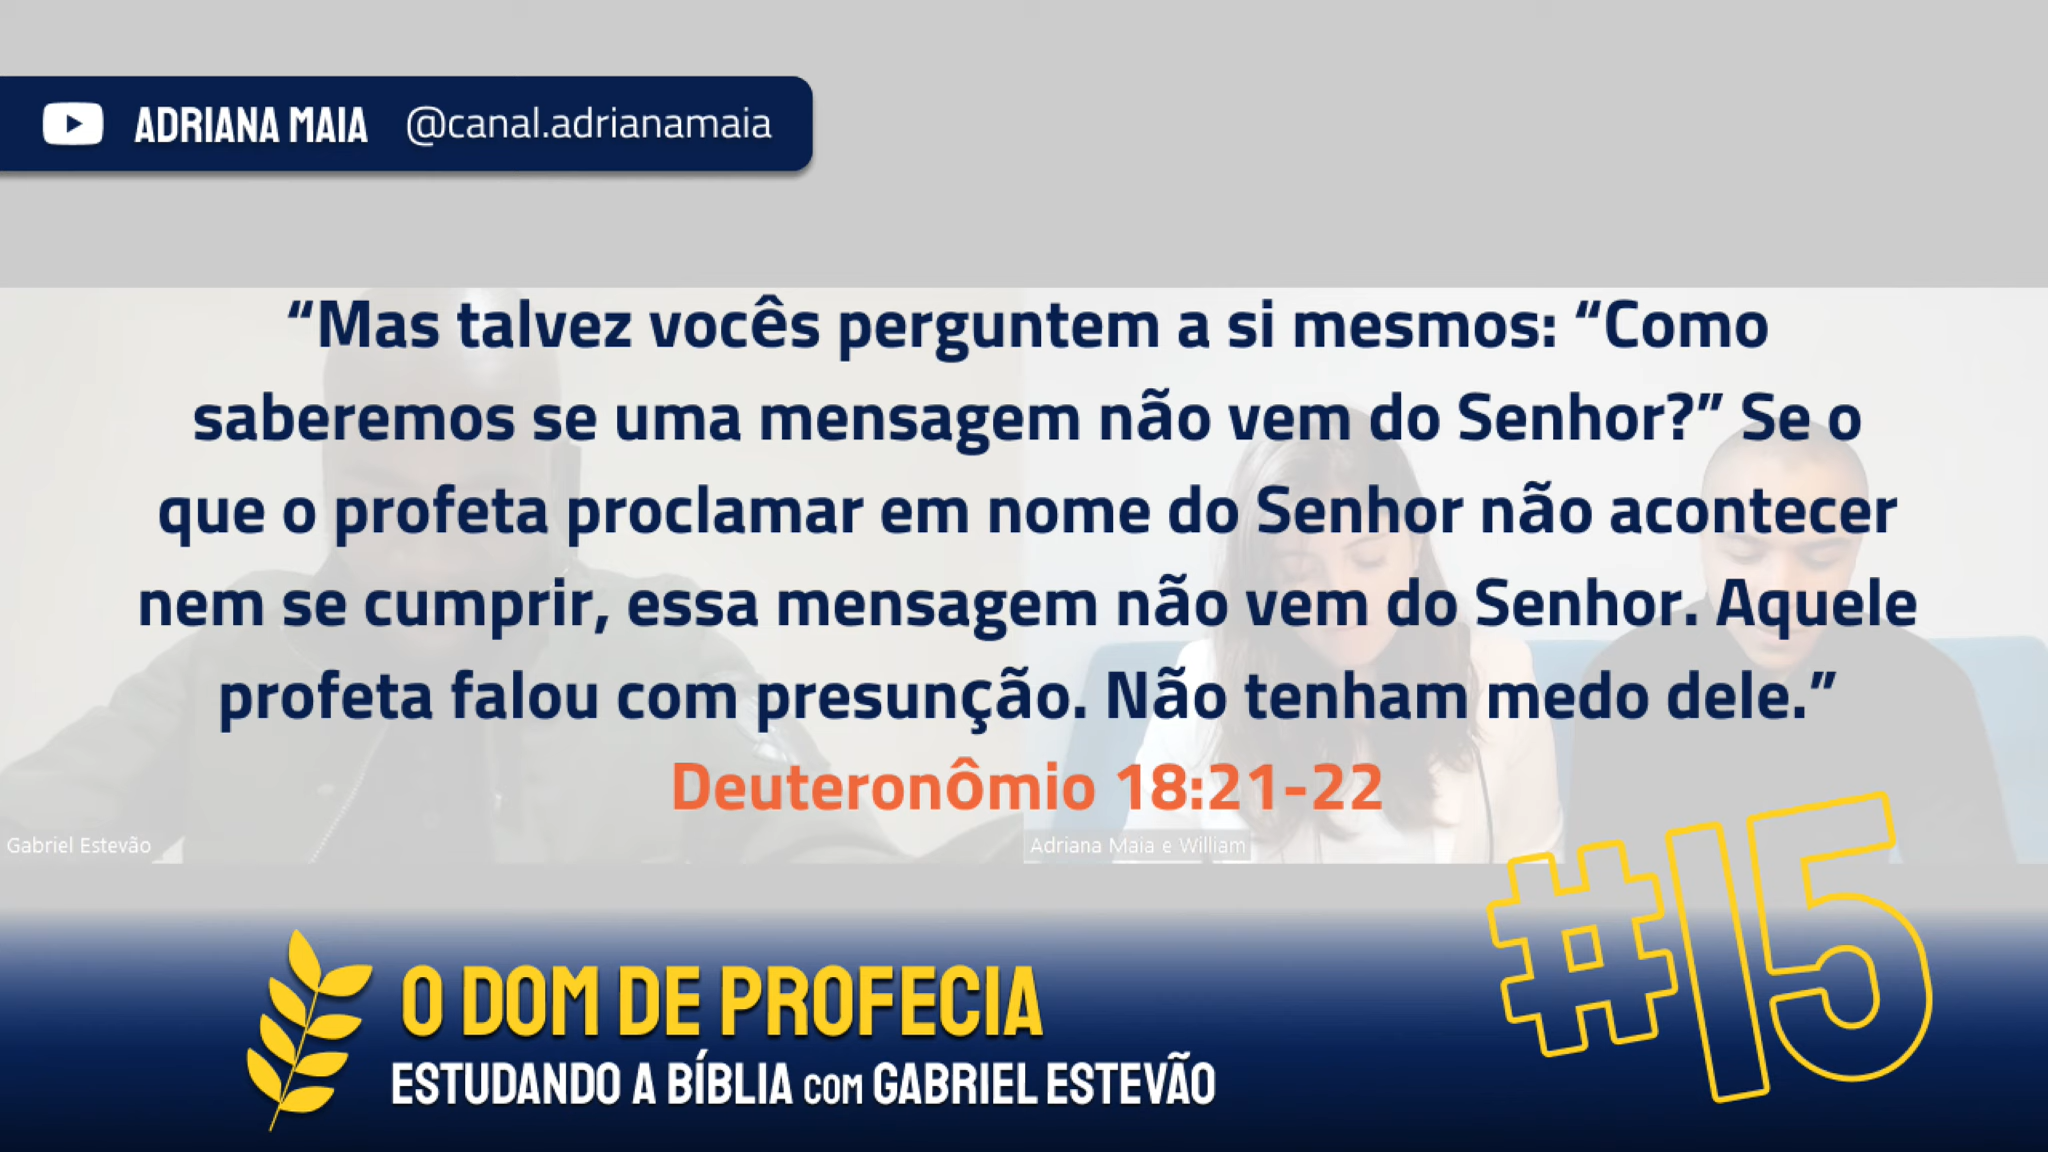 ADRIANA MAIA @canal.adrianamaia
“Mas talvez vocês perguntem a si mesmos: “Como
saberemos se uma mensagem não vem do Senhor?” Se o
que o profeta proclamar em nome do Senhor não acontecer
nem se cumprir, essa mensagem não vem do Senhor. Aquele
profeta falou com presunção. Não tenham medo dele.”
Deuteronômio 18:21-22
Gabriel Estevão
Adriana Maia e William
#15
O DOM DE PROFECIA
ESTUDANDO A BÍBLIA COM GABRIEL ESTEVÃO